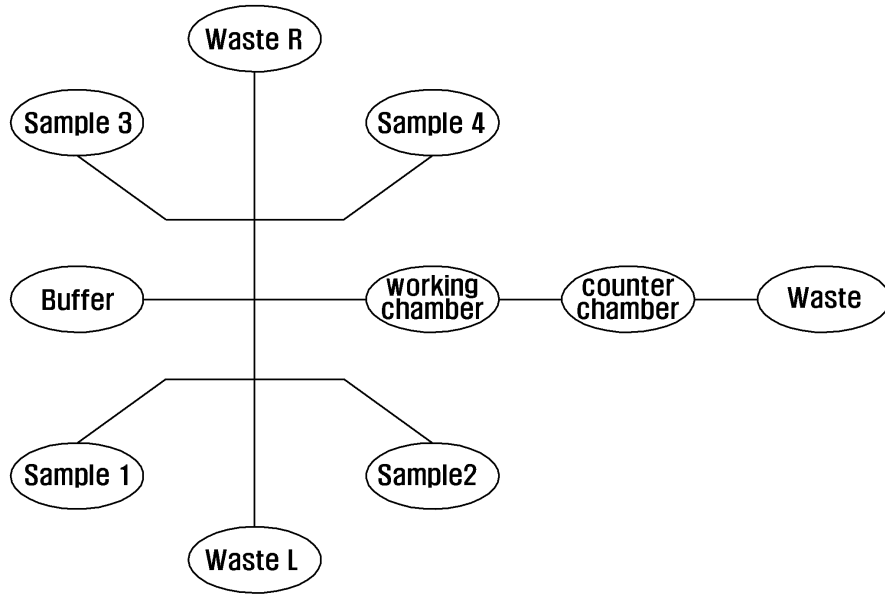 Waste R
Sample 3
Sample 4
Buffer
working
chamber
counter
chamber
Waste
Sample 1
Sample2
Waste L